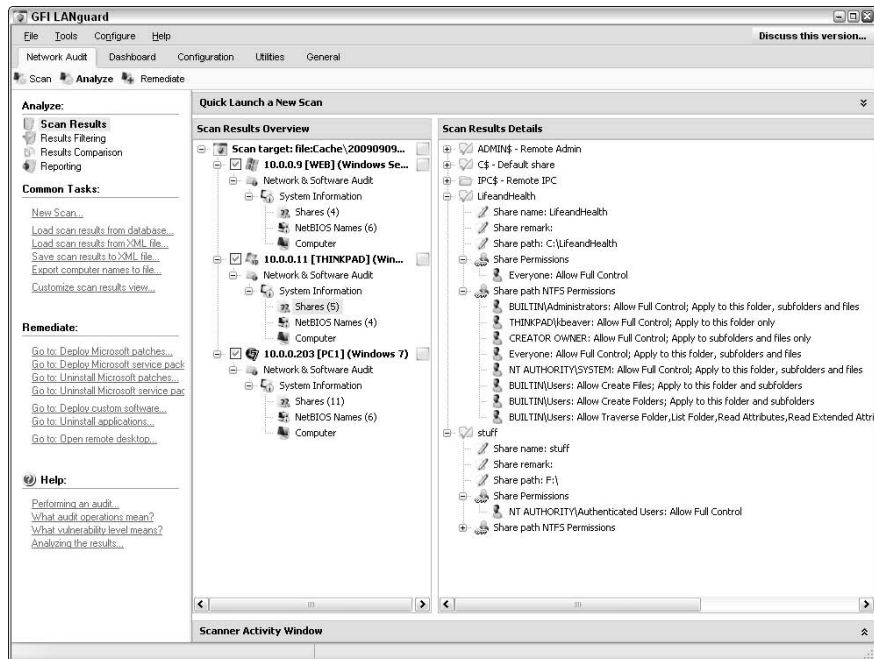 GFI LANguard
File Tools Configure Help Discuss this version...
Network Audit Dashboard Configuration Utilities General
Scan Analyze Remediate
Analyze:
Scan Results
Results Filtering
Results Comparison
Reporting
Common Tasks:
New Scan...
Load scan results from database...
Load scan results from XML file...
Save scan results to XML file...
Export computer names to file...
Customize scan results view...
Remediate:
Go to: Deploy Microsoft patches...
Go to: Deploy Microsoft service pack
Go to: Uninstall Microsoft patches...
Go to: Uninstall Microsoft service pac
Go to: Deploy custom software...
Go to: Uninstall applications...
Go to: Open remote desktop...
Help:
Performing an audit...
What audit operations mean?
What vulnerability level means?
Analyzing the results...
Quick Launch a New Scan
Scan Results Overview
Scan target: file:Cache\20090909...
10.0.0.9 [WEB] (Windows Se...
Network & Software Audit
System Information
Shares (4)
NetBIOS Names (6)
Computer
10.0.0.11 [THINKPAD] (Win...
Network & Software Audit
System Information
Shares (5)
NetBIOS Names (4)
Computer
10.0.0.203 [PC1] (Windows 7)
Network & Software Audit
System Information
Shares (11)
NetBIOS Names (6)
Computer
Scan Results Details
ADMIN$ - Remote Admin
C$ - Default share
IPC$ - Remote IPC
LifeandHealth
Share name: LifeandHealth
Share remark:
Share path: C:\LifeandHealth
Share Permissions
Everyone: Allow Full Control
Share path NTFS Permissions
BUILTIN\Administrators: Allow Full Control; Apply to this folder, subfolders and files
THINKPAD\kbeaver: Allow Full Control; Apply to this folder only
CREATOR OWNER: Allow Full Control; Apply to subfolders and files only
Everyone: Allow Full Control; Apply to this folder, subfolders and files
NT AUTHORITY\SYSTEM: Allow Full Control; Apply to this folder, subfolders and files
BUILTIN\Users: Allow Create Files; Apply to this folder and subfolders
BUILTIN\Users: Allow Create Folders; Apply to this folder and subfolders
BUILTIN\Users: Allow Traverse Folder,List Folder,Read Attributes,Read Extended Attri
stuff
Share name: stuff
Share remark:
Share path: F:\
Share Permissions
NT AUTHORITY\Authenticated Users: Allow Full Control
Share path NTFS Permissions
Scanner Activity Window